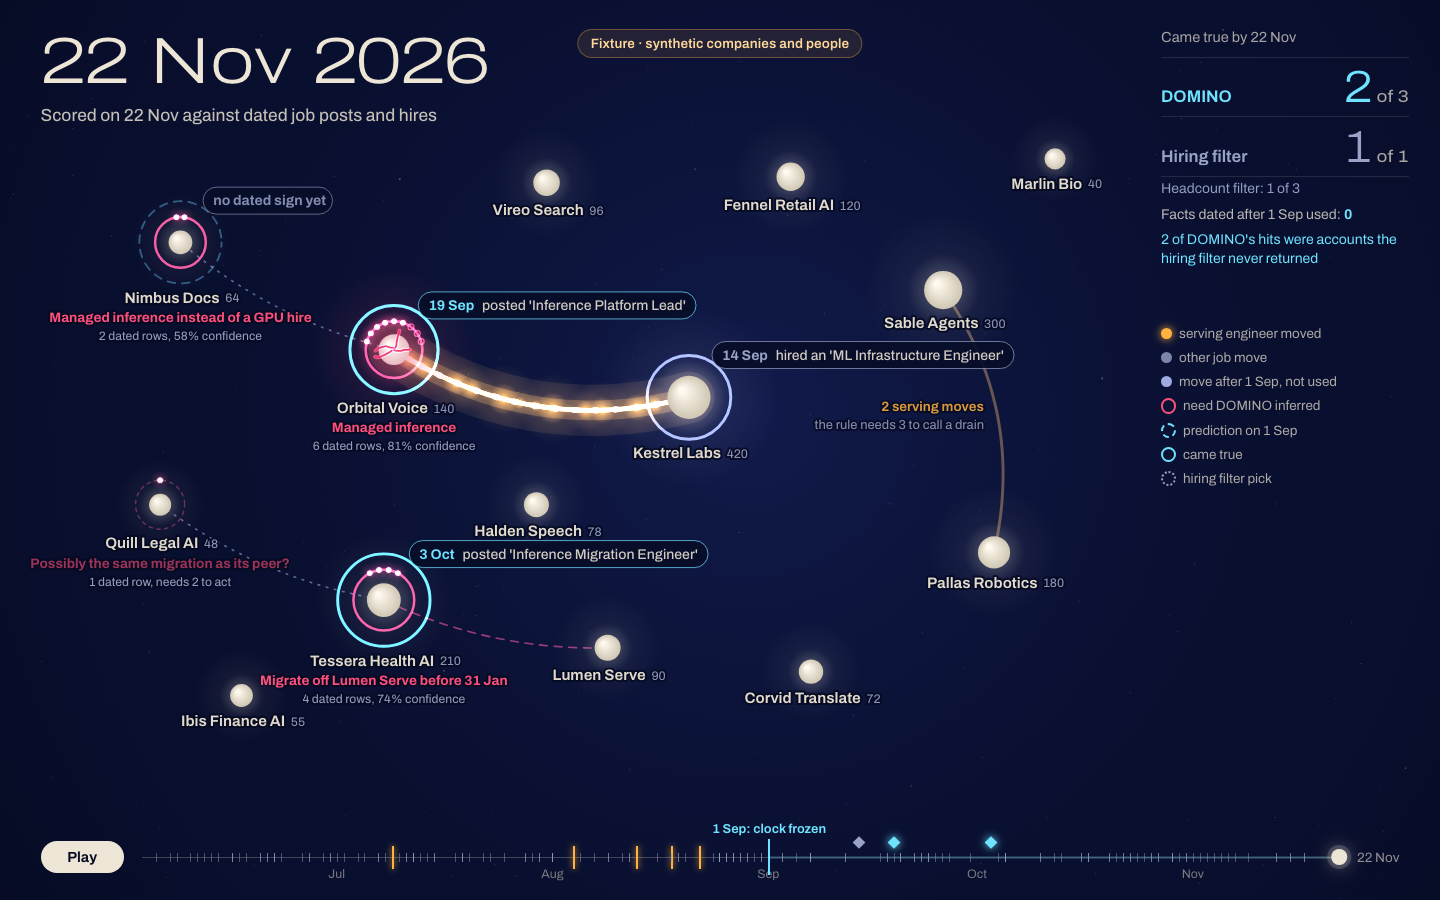 22 Nov 2026
Scored on 22 Nov against dated job posts and hires
Fixture · synthetic companies and people
Came true by 22 Nov
DOMINO 2 of 3
Hiring filter 1 of 1
Headcount filter: 1 of 3
Facts dated after 1 Sep used: 0
2 of DOMINO's hits were accounts the
hiring filter never returned
serving engineer moved
other job move
move after 1 Sep, not used
need DOMINO inferred
prediction on 1 Sep
came true
hiring filter pick
Vireo Search 96
Fennel Retail AI 120
Marlin Bio 40
no dated sign yet
Nimbus Docs 64
Managed inference instead of a GPU hire
2 dated rows, 58% confidence
19 Sep posted 'Inference Platform Lead'
Sable Agents 300
14 Sep hired an 'ML Infrastructure Engineer'
Orbital Voice 140
Managed inference
6 dated rows, 81% confidence
2 serving moves
the rule needs 3 to call a drain
Kestrel Labs 420
Halden Speech 78
Quill Legal AI 48
Possibly the same migration as its peer?
1 dated row, needs 2 to act
3 Oct posted 'Inference Migration Engineer'
Pallas Robotics 180
Tessera Health AI 210
Migrate off Lumen Serve before 31 Jan
4 dated rows, 74% confidence
Lumen Serve 90
Corvid Translate 72
Ibis Finance AI 55
1 Sep: clock frozen
Play
22 Nov
Jul Aug Sep Oct Nov